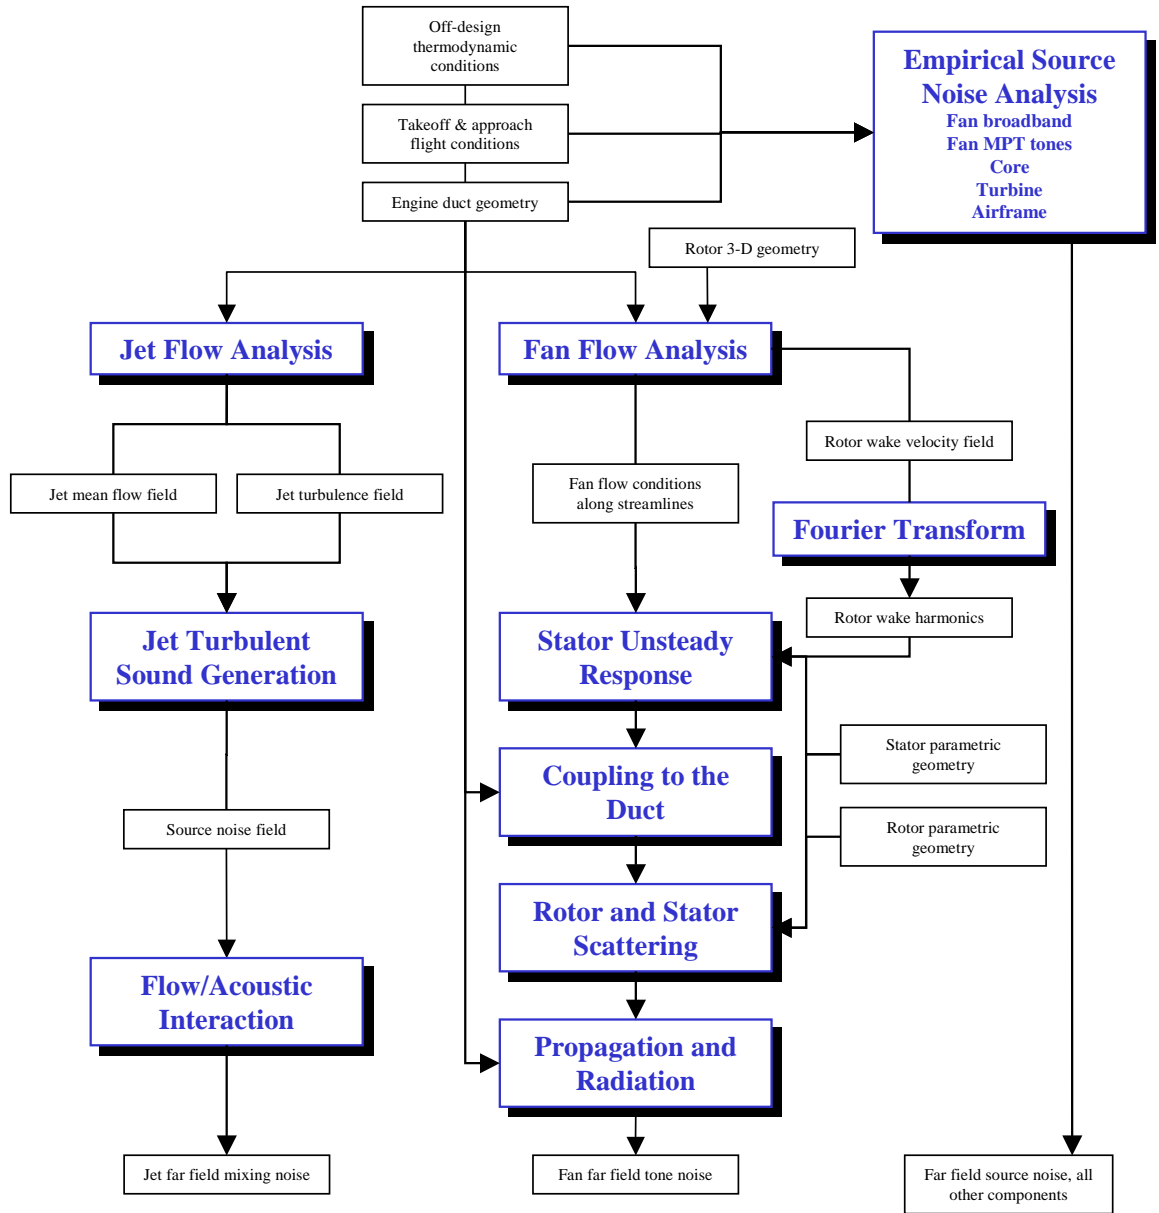 Off-design
thermodynamic
conditions
Takeoff & approach
flight conditions
Engine duct geometry
Empirical Source
Noise Analysis
Fan broadband
Fan MPT tones
Core
Turbine
Airframe
Rotor 3-D geometry
Jet Flow Analysis
Fan Flow Analysis
Rotor wake velocity field
Jet mean flow field
Jet turbulence field
Fan flow conditions
along streamlines
Fourier Transform
Rotor wake harmonics
Jet Turbulent
Sound Generation
Stator Unsteady
Response
Stator parametric
geometry
Coupling to the
Duct
Source noise field
Rotor parametric
geometry
Rotor and Stator
Scattering
Flow/Acoustic
Interaction
Propagation and
Radiation
Jet far field mixing noise
Fan far field tone noise
Far field source noise, all
other components